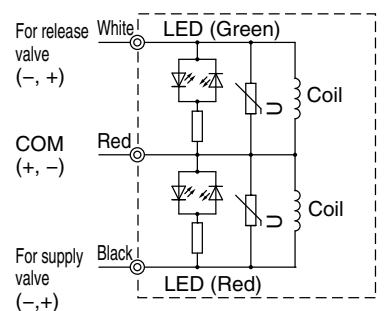 For release
valve
(−, +)
White
LED (Green)
U
Coil
COM
(+, −)
Red
U
Coil
For supply
valve
(−,+)
Black
LED (Red)